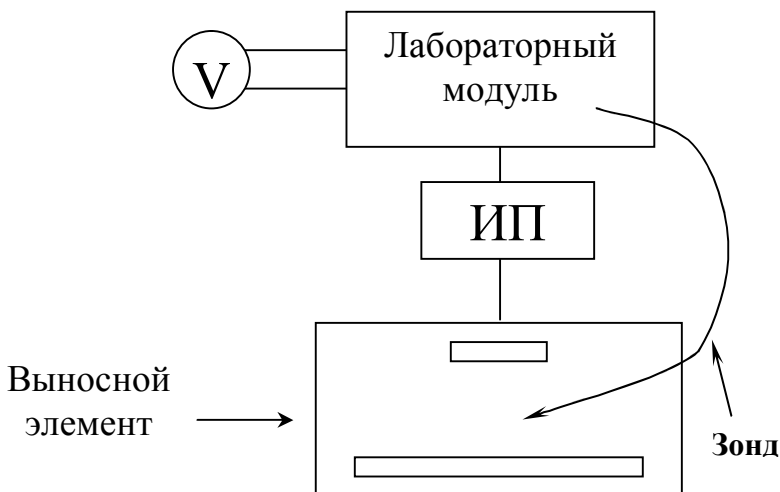 V
Лабораторный
модуль
ИП
Выносной
элемент
Зонд